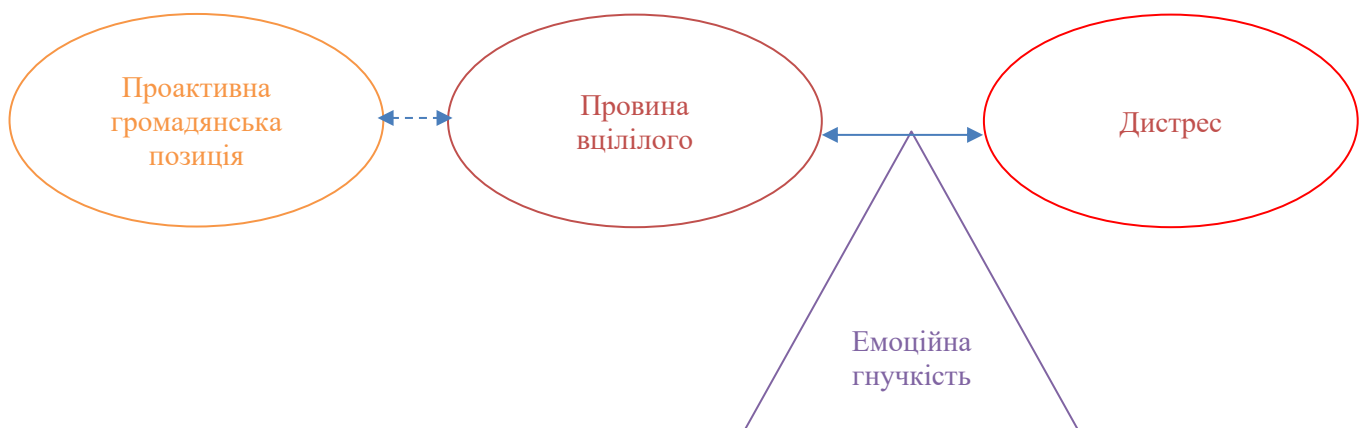 Проактивна
громадянська
позиція
Провина
вцілілого
Дистрес
Емоційна
гнучкість